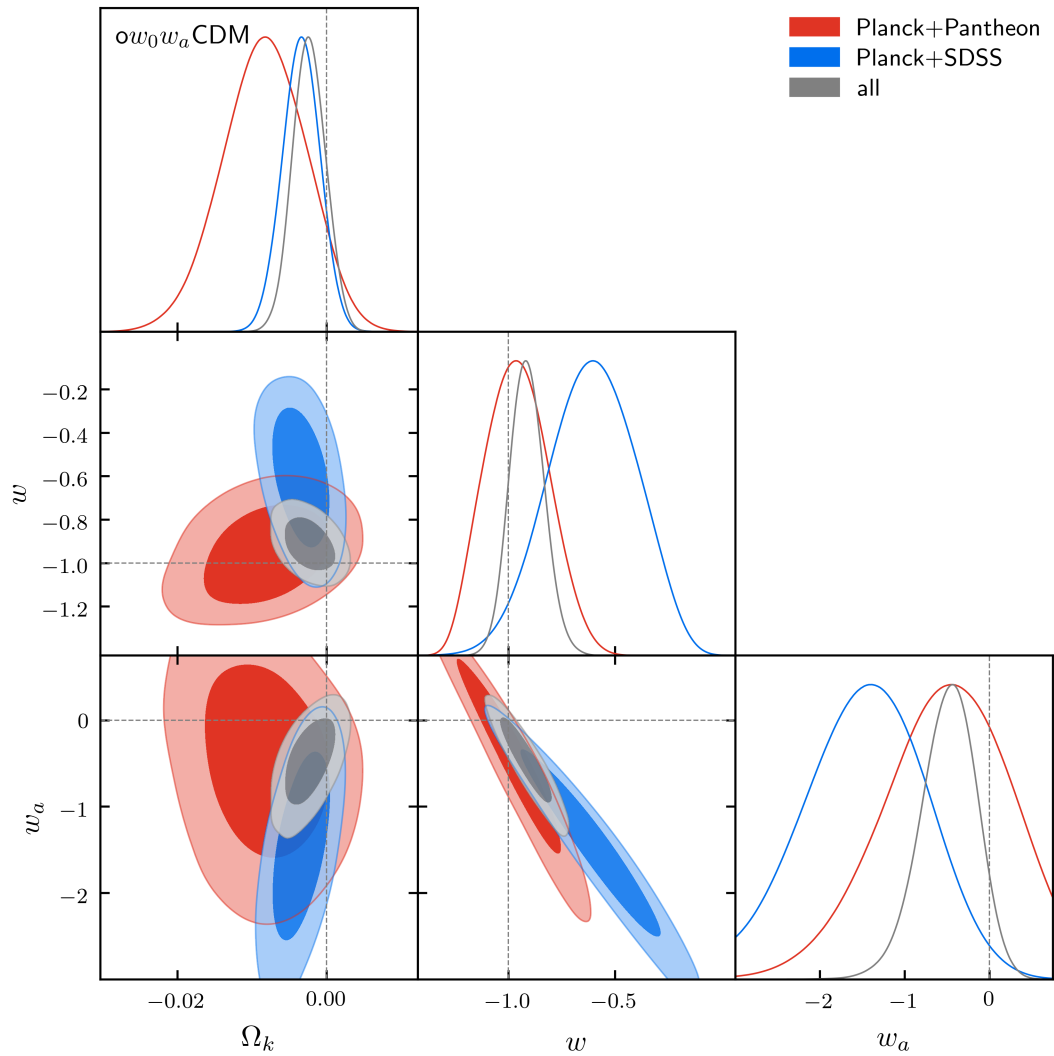 ow₀wₐCDM
Planck+Pantheon
Planck+SDSS
all
−0.2
−0.4
−0.6
−0.8
−1.0
−1.2
w
0
−1
−2
wₐ
−0.02 0.00
−1.0 −0.5
−2 −1 0
Ωₖ
w
wₐ